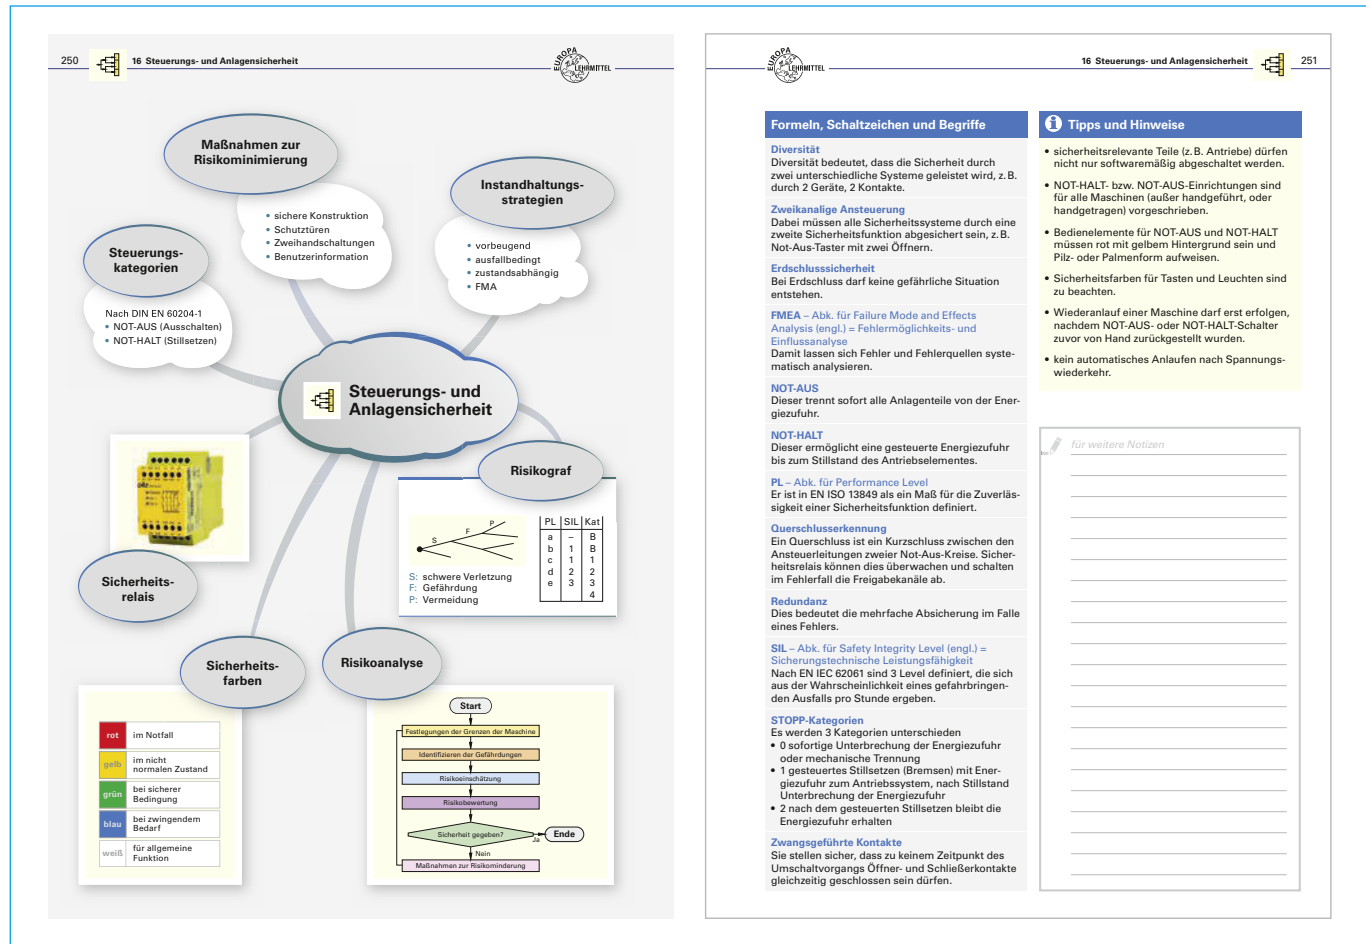 250
16 Steuerungs- und Anlagensicherheit
EUROPA
LEHRMITTEL
Maßnahmen zur
Risikominimierung
• sichere Konstruktion
• Schutztüren
• Zweihandschaltungen
• Benutzerinformation
Instandhaltungs-
strategien
• vorbeugend
• ausfallbedingt
• zustandsabhängig
• FMA
Steuerungs-
kategorien
Nach DIN EN 60204-1
• NOT-AUS (Ausschalten)
• NOT-HALT (Stillsetzen)
Steuerungs- und
Anlagensicherheit
Risikograf
S
F
P
S: schwere Verletzung
F: Gefährdung
P: Vermeidung
PL SIL Kat
a – B
b 1 B
c 1 1
d 2 2
e 3 3
4
pilz
Sicherheits-
relais
Sicherheits-
farben
rot im Notfall
gelb im nicht
normalen Zustand
grün bei sicherer
Bedingung
blau bei zwingendem
Bedarf
weiß für allgemeine
Funktion
Risikoanalyse
Start
Festlegungen der Grenzen der Maschine
Identifizieren der Gefährdungen
Risikoeinschätzung
Risikobewertung
Sicherheit gegeben?
Ja
Ende
Nein
Maßnahmen zur Risikominderung
EUROPA
LEHRMITTEL
16 Steuerungs- und Anlagensicherheit
251
Formeln, Schaltzeichen und Begriffe
Diversität
Diversität bedeutet, dass die Sicherheit durch
zwei unterschiedliche Systeme geleistet wird, z. B.
durch 2 Geräte, 2 Kontakte.
Zweikanalige Ansteuerung
Dabei müssen alle Sicherheitssysteme durch eine
zweite Sicherheitsfunktion abgesichert sein, z. B.
Not-Aus-Taster mit zwei Öffnern.
Erdschlusssicherheit
Bei Erdschluss darf keine gefährliche Situation
entstehen.
FMEA – Abk. für Failure Mode and Effects
Analysis (engl.) = Fehlermöglichkeits- und
Einflussanalyse
Damit lassen sich Fehler und Fehlerquellen syste-
matisch analysieren.
NOT-AUS
Dieser trennt sofort alle Anlagenteile von der Ener-
giezufuhr.
NOT-HALT
Dieser ermöglicht eine gesteuerte Energiezufuhr
bis zum Stillstand des Antriebselementes.
PL – Abk. für Performance Level
Er ist in EN ISO 13849 als ein Maß für die Zuverläs-
sigkeit einer Sicherheitsfunktion definiert.
Querschlusserkennung
Ein Querschluss ist ein Kurzschluss zwischen den
Ansteuerleitungen zweier Not-Aus-Kreise. Sicher-
heitsrelais können dies überwachen und schalten
im Fehlerfall die Freigabekanäle ab.
Redundanz
Dies bedeutet die mehrfache Absicherung im Falle
eines Fehlers.
SIL – Abk. für Safety Integrity Level (engl.) =
Sicherungstechnische Leistungsfähigkeit
Nach EN IEC 62061 sind 3 Level definiert, die sich
aus der Wahrscheinlichkeit eines gefahrbringen-
den Ausfalls pro Stunde ergeben.
STOPP-Kategorien
Es werden 3 Kategorien unterschieden
• 0 sofortige Unterbrechung der Energiezufuhr
oder mechanische Trennung
• 1 gesteuertes Stillsetzen (Bremsen) mit Ener-
giezufuhr zum Antriebssystem, nach Stillstand
Unterbrechung der Energiezufuhr
• 2 nach dem gesteuerten Stillsetzen bleibt die
Energiezufuhr erhalten
Zwangsgeführte Kontakte
Sie stellen sicher, dass zu keinem Zeitpunkt des
Umschaltvorgangs Öffner- und Schließerkontakte
gleichzeitig geschlossen sein dürfen.
Tipps und Hinweise
• sicherheitsrelevante Teile (z. B. Antriebe) dürfen
nicht nur softwaremäßig abgeschaltet werden.
• NOT-HALT- bzw. NOT-AUS-Einrichtungen sind
für alle Maschinen (außer handgeführt, oder
handgetragen) vorgeschrieben.
• Bedienelemente für NOT-AUS und NOT-HALT
müssen rot mit gelbem Hintergrund sein und
Pilz- oder Palmenform aufweisen.
• Sicherheitsfarben für Tasten und Leuchten sind
zu beachten.
• Wiederanlauf einer Maschine darf erst erfolgen,
nachdem NOT-AUS- oder NOT-HALT-Schalter
zuvor von Hand zurückgestellt wurden.
• kein automatisches Anlaufen nach Spannungs-
wiederkehr.
für weitere Notizen